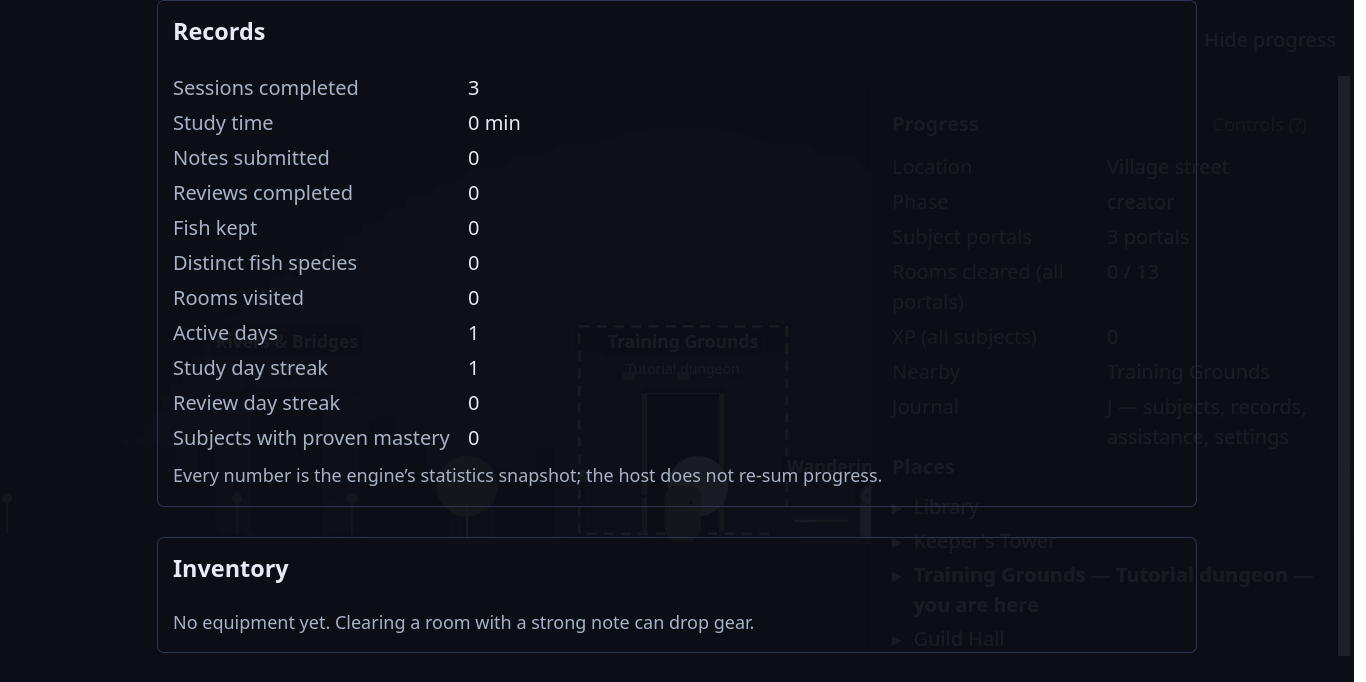 Records
Hide progress
Sessions completed 3
Study time 0 min
Notes submitted 0
Reviews completed 0
Fish kept 0
Distinct fish species 0
Rooms visited 0
Active days 1
Study day streak 1
Review day streak 0
Subjects with proven mastery 0
Every number is the engine’s statistics snapshot; the host does not re-sum progress.
Inventory
No equipment yet. Clearing a room with a strong note can drop gear.
Rivers & Bridges
Training Grounds
Tutorial dungeon
Wanderin
Progress
Controls (?)
Location Village street
Phase creator
Subject portals 3 portals
Rooms cleared (all 0 / 13
portals)
XP (all subjects) 0
Nearby Training Grounds
Journal J — subjects, records,
assistance, settings
Places
▸ Library
▸ Keeper's Tower
▸ Training Grounds — Tutorial dungeon —
you are here
▸ Guild Hall